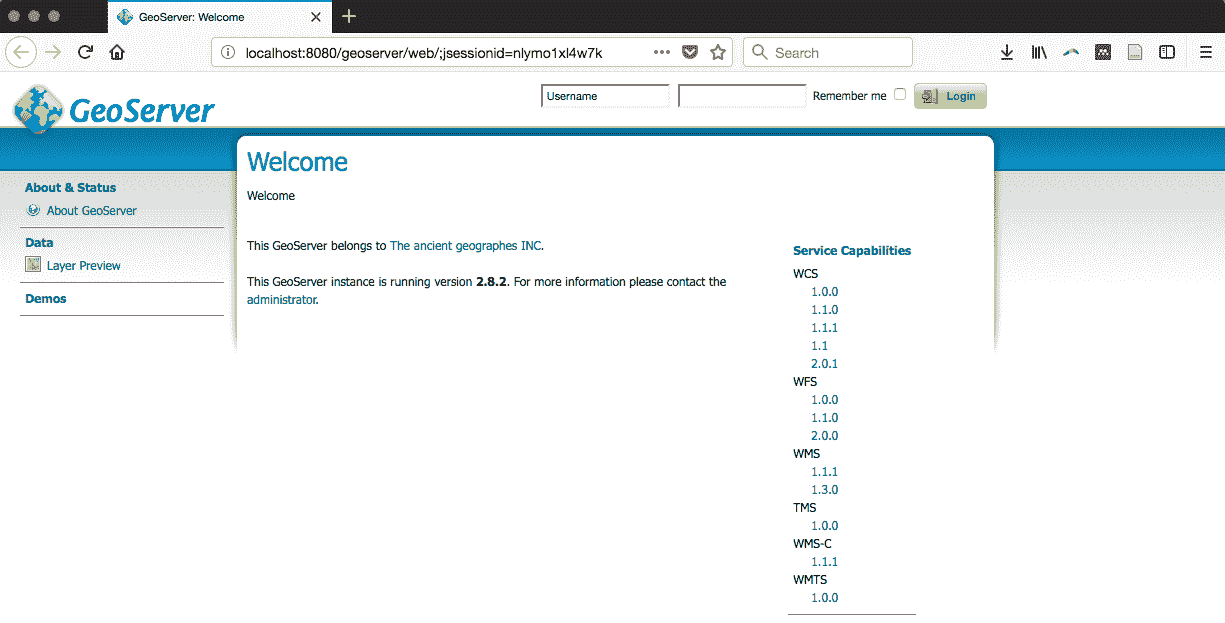 GeoServer: Welcome
localhost:8080/geoserver/web/;jsessionid=nlymo1xl4w7k
Search
GeoServer
Username
Remember me
Login
About & Status
About GeoServer
Data
Layer Preview
Demos
Welcome
Welcome
This GeoServer belongs to The ancient geographes INC.
This GeoServer instance is running version 2.8.2. For more information please contact the
administrator.
Service Capabilities
WCS
1.0.0
1.1.0
1.1.1
1.1
2.0.1
WFS
1.0.0
1.1.0
2.0.0
WMS
1.1.1
1.3.0
TMS
1.0.0
WMS-C
1.1.1
WMTS
1.0.0